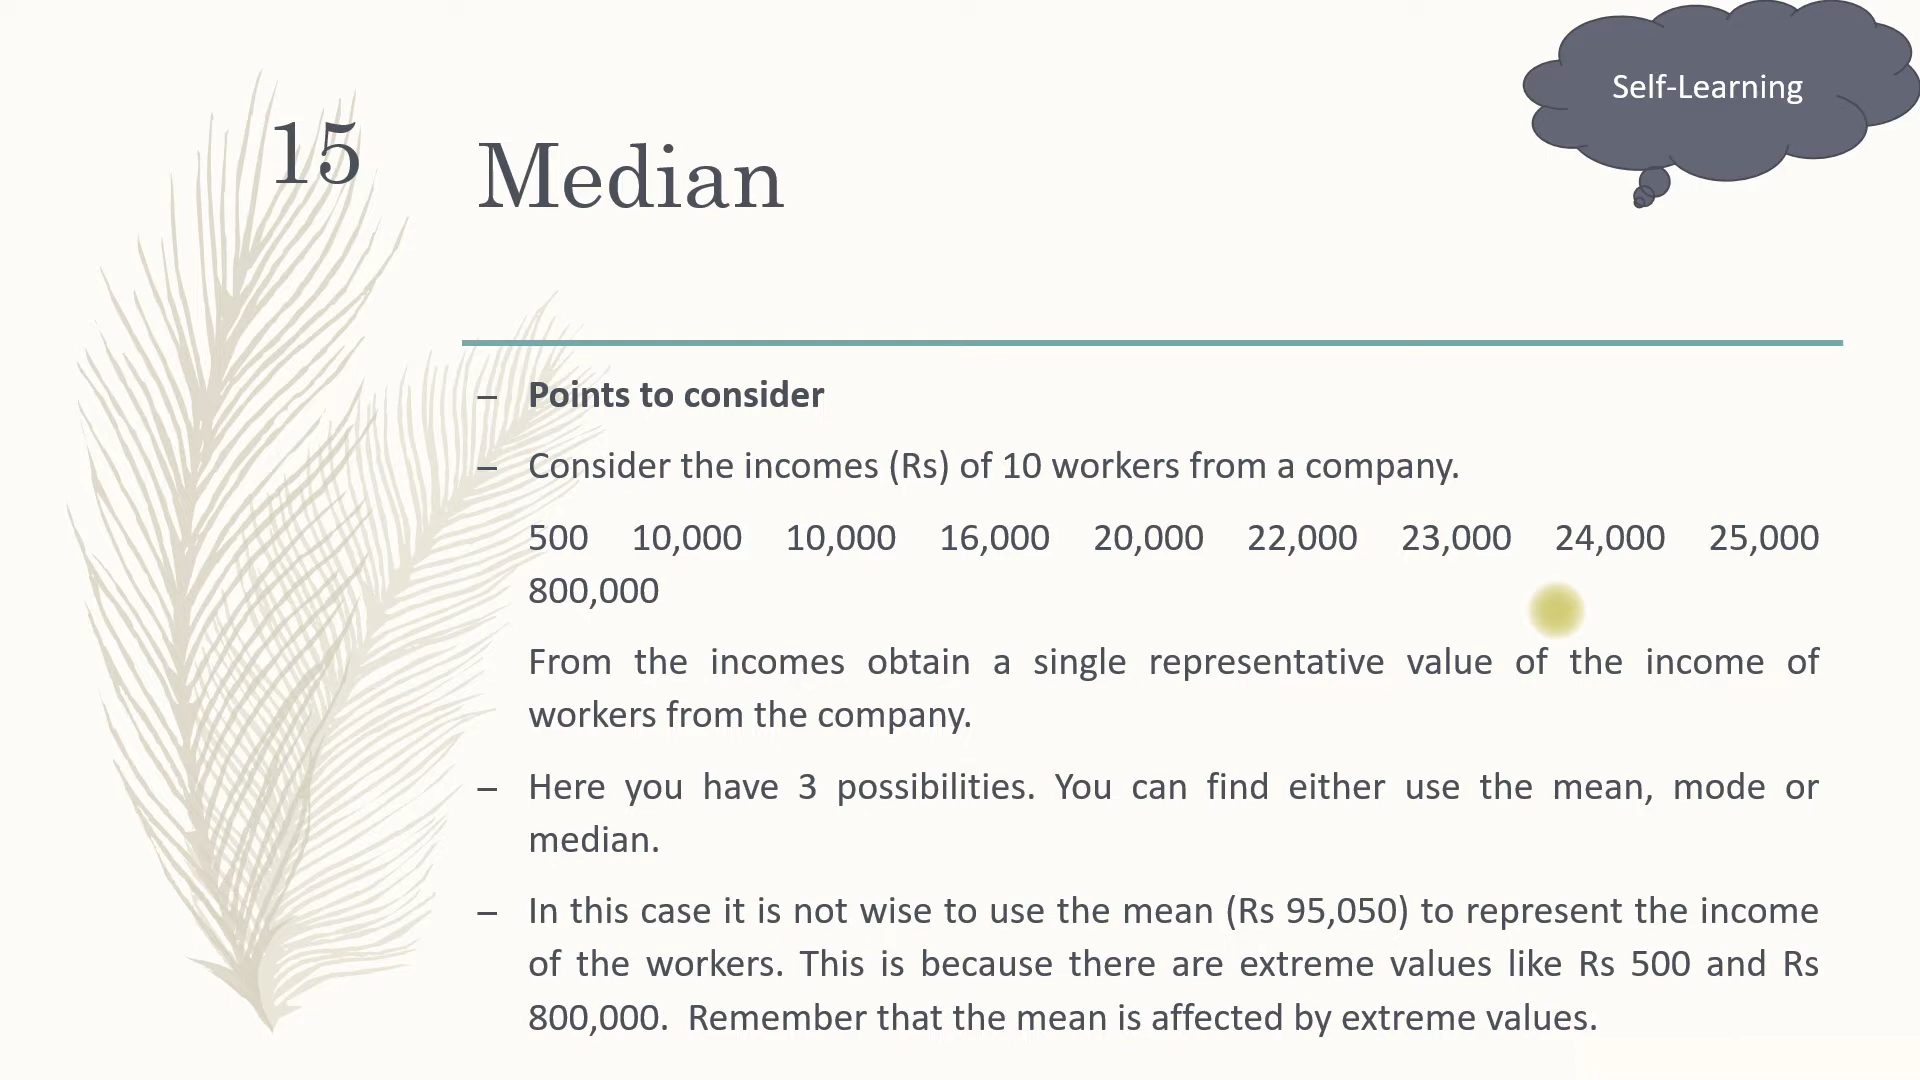 Self-Learning
15
Median
– Points to consider
– Consider the incomes (Rs) of 10 workers from a company.
500 10,000 10,000 16,000 20,000 22,000 23,000 24,000 25,000
800,000
From the incomes obtain a single representative value of the income of
workers from the company.
– Here you have 3 possibilities. You can find either use the mean, mode or
median.
– In this case it is not wise to use the mean (Rs 95,050) to represent the income
of the workers. This is because there are extreme values like Rs 500 and Rs
800,000. Remember that the mean is affected by extreme values.